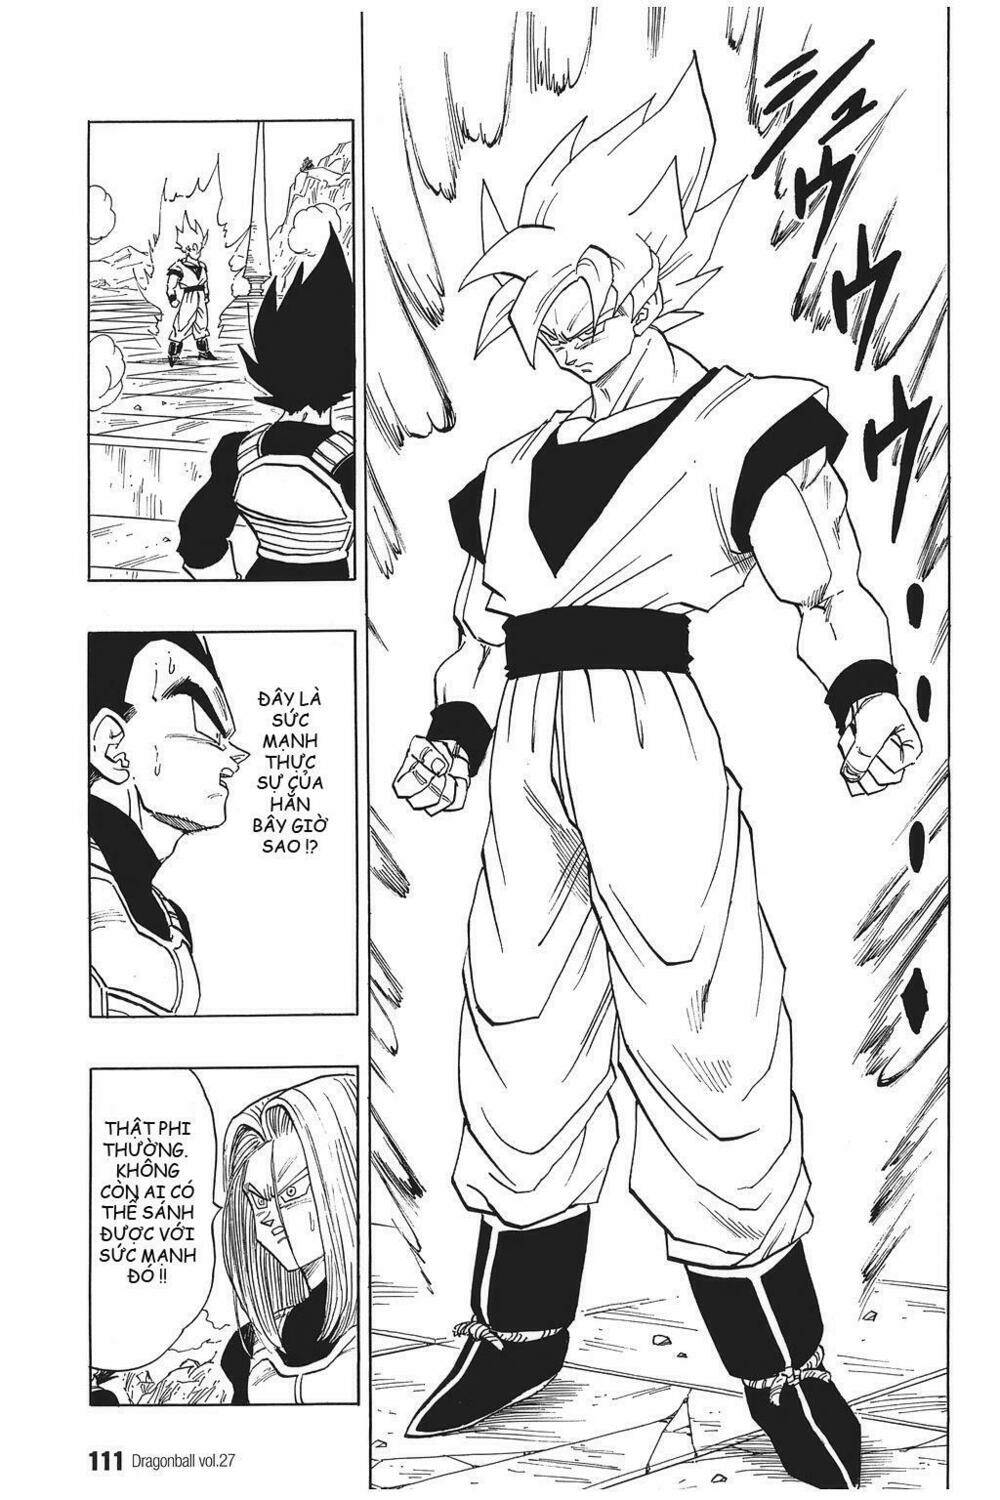 シュウウウ
ĐÂY LÀ
SỨC
MẠNH
THỰC
SỰ CỦA
HẮN
BÂY GIỜ
SAO !?
THẬT PHI
THƯỜNG.
KHÔNG
CÒN AI CÓ
THỂ SÁNH
ĐƯỢC VỚI
SỨC MẠNH
ĐÓ !!
111 Dragonball vol.27